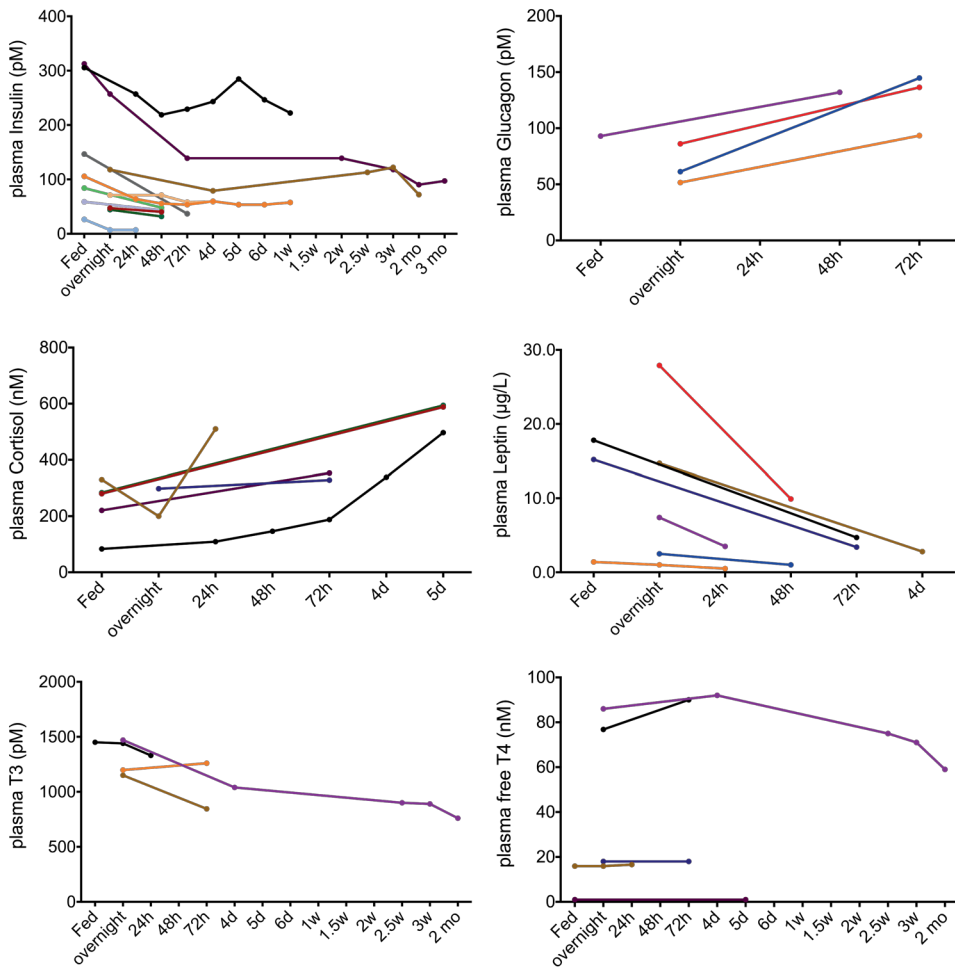 plasma Insulin (pM)
400
300
200
100
0
Fed
overnight
24h
48h
72h
4d
5d
6d
1w
1.5w
2w
2.5w
3w
2 mo
3 mo
plasma Glucagon (pM)
200
150
100
50
0
Fed
overnight
24h
48h
72h
plasma Cortisol (nM)
800
600
400
200
0
Fed
overnight
24h
48h
72h
4d
5d
plasma Leptin (µg/L)
30.0
20.0
10.0
0.0
Fed
overnight
24h
48h
72h
4d
plasma T3 (pM)
2000
1500
1000
500
0
Fed
overnight
24h
48h
72h
4d
5d
6d
1w
1.5w
2w
2.5w
3w
2 mo
plasma free T4 (nM)
100
80
60
40
20
0
Fed
overnight
24h
48h
72h
4d
5d
6d
1w
1.5w
2w
2.5w
3w
2 mo